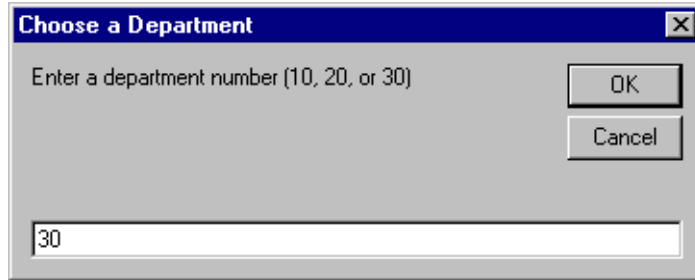 Choose a Department
Enter a department number (10, 20, or 30)
OK
Cancel
30